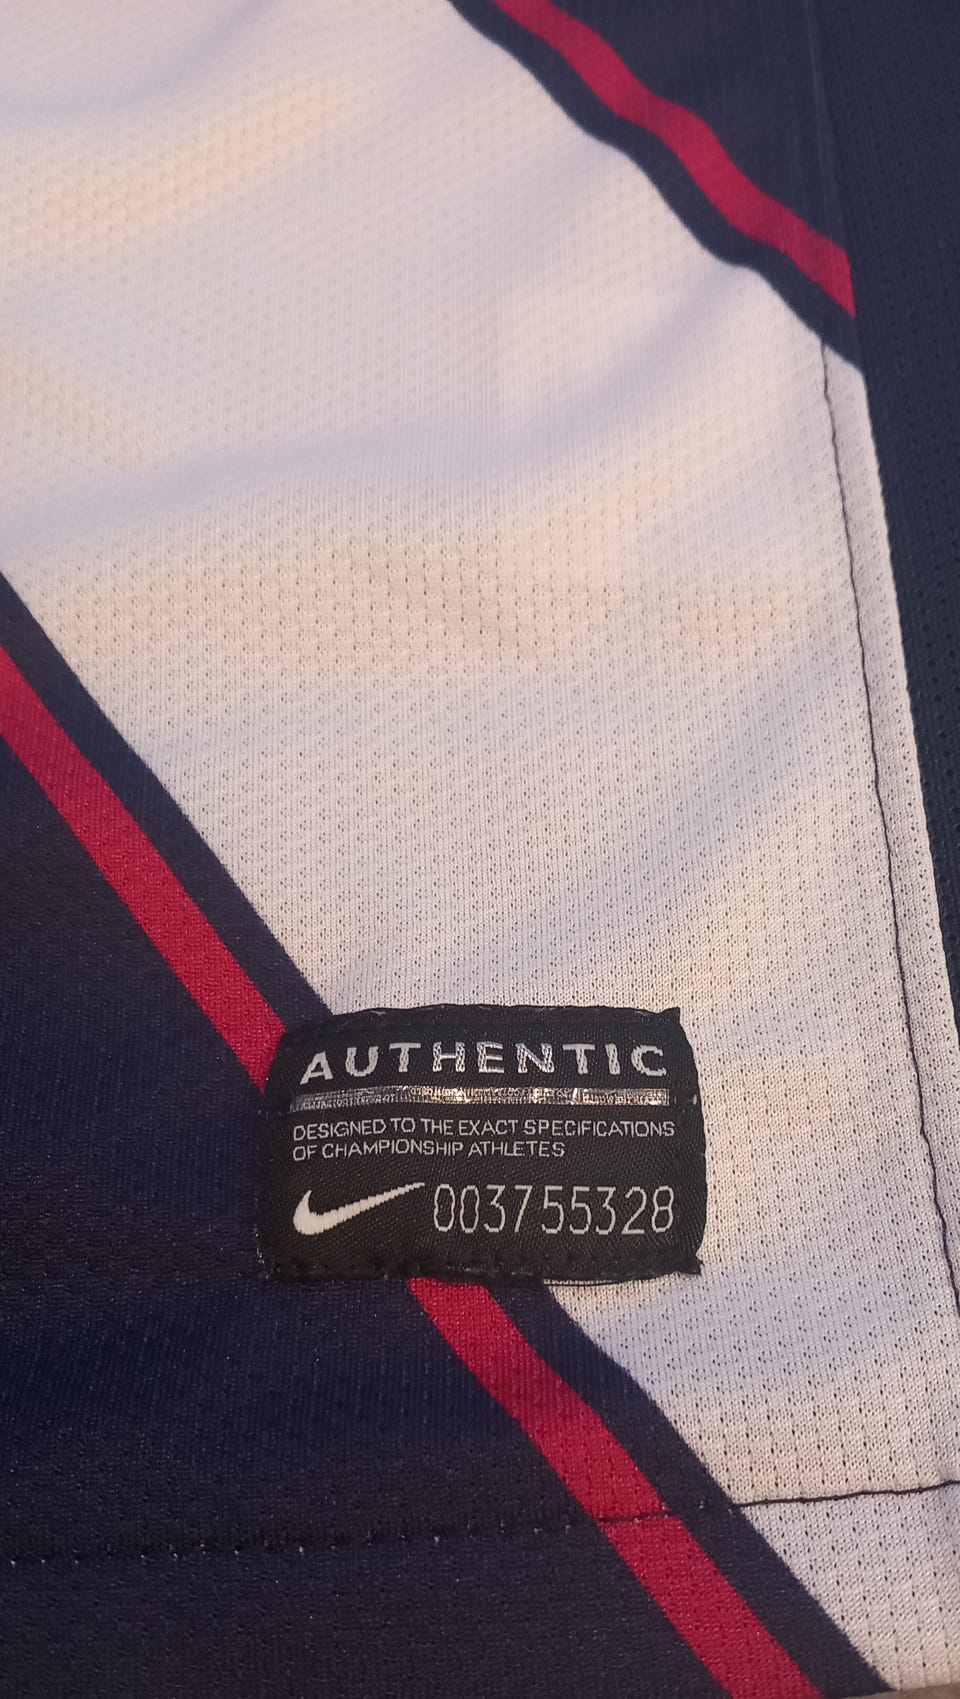 AUTHENTIC
DESIGNED TO THE EXACT SPECIFICATIONS
OF CHAMPIONSHIP ATHLETES
003755328